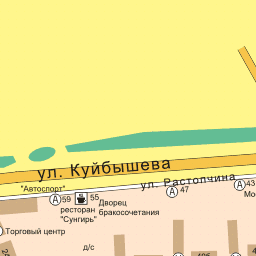 ул. Куйбышева
ул. Растопчина
"Автоспорт"
А 59
55
А 47
А 43
ресторан
"Сунгирь"
Дворец
бракосочетания
Торговый центр
д/с